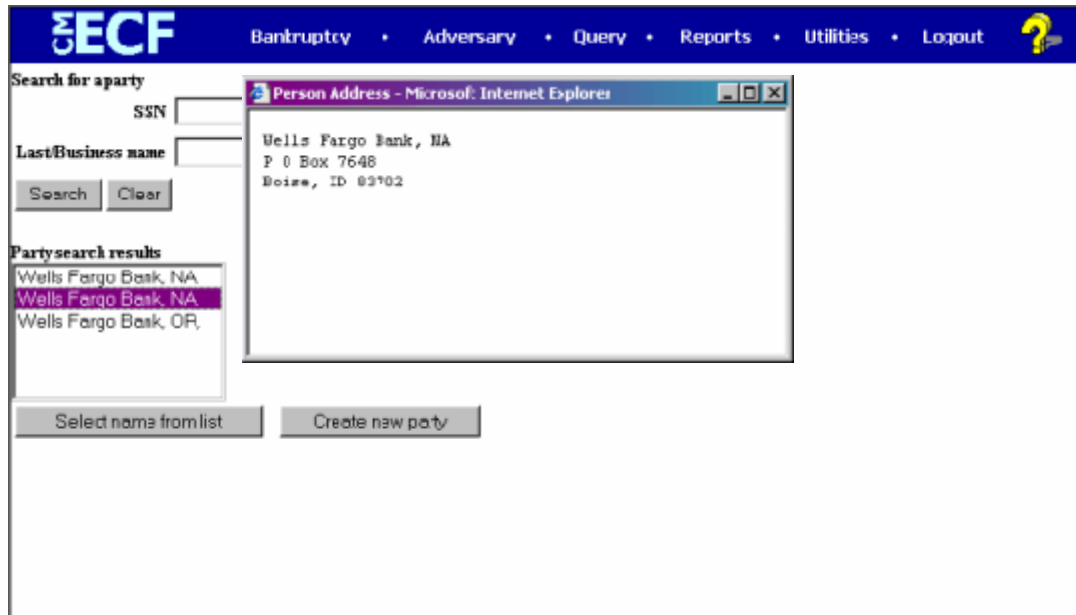 CM ECF Bankruptcy • Adversary • Query • Reports • Utilities • Logout ?
Search for a party
SSN
Last/Business name
Search Clear
Party search results
Wells Fargo Bank, NA,
Wells Fargo Bank, NA,
Wells Fargo Bank, OR,
Select name from list Create new party
Person Address - Microsoft Internet Explorer
Wells Fargo Bank, NA
P O Box 7648
Boise, ID 83702